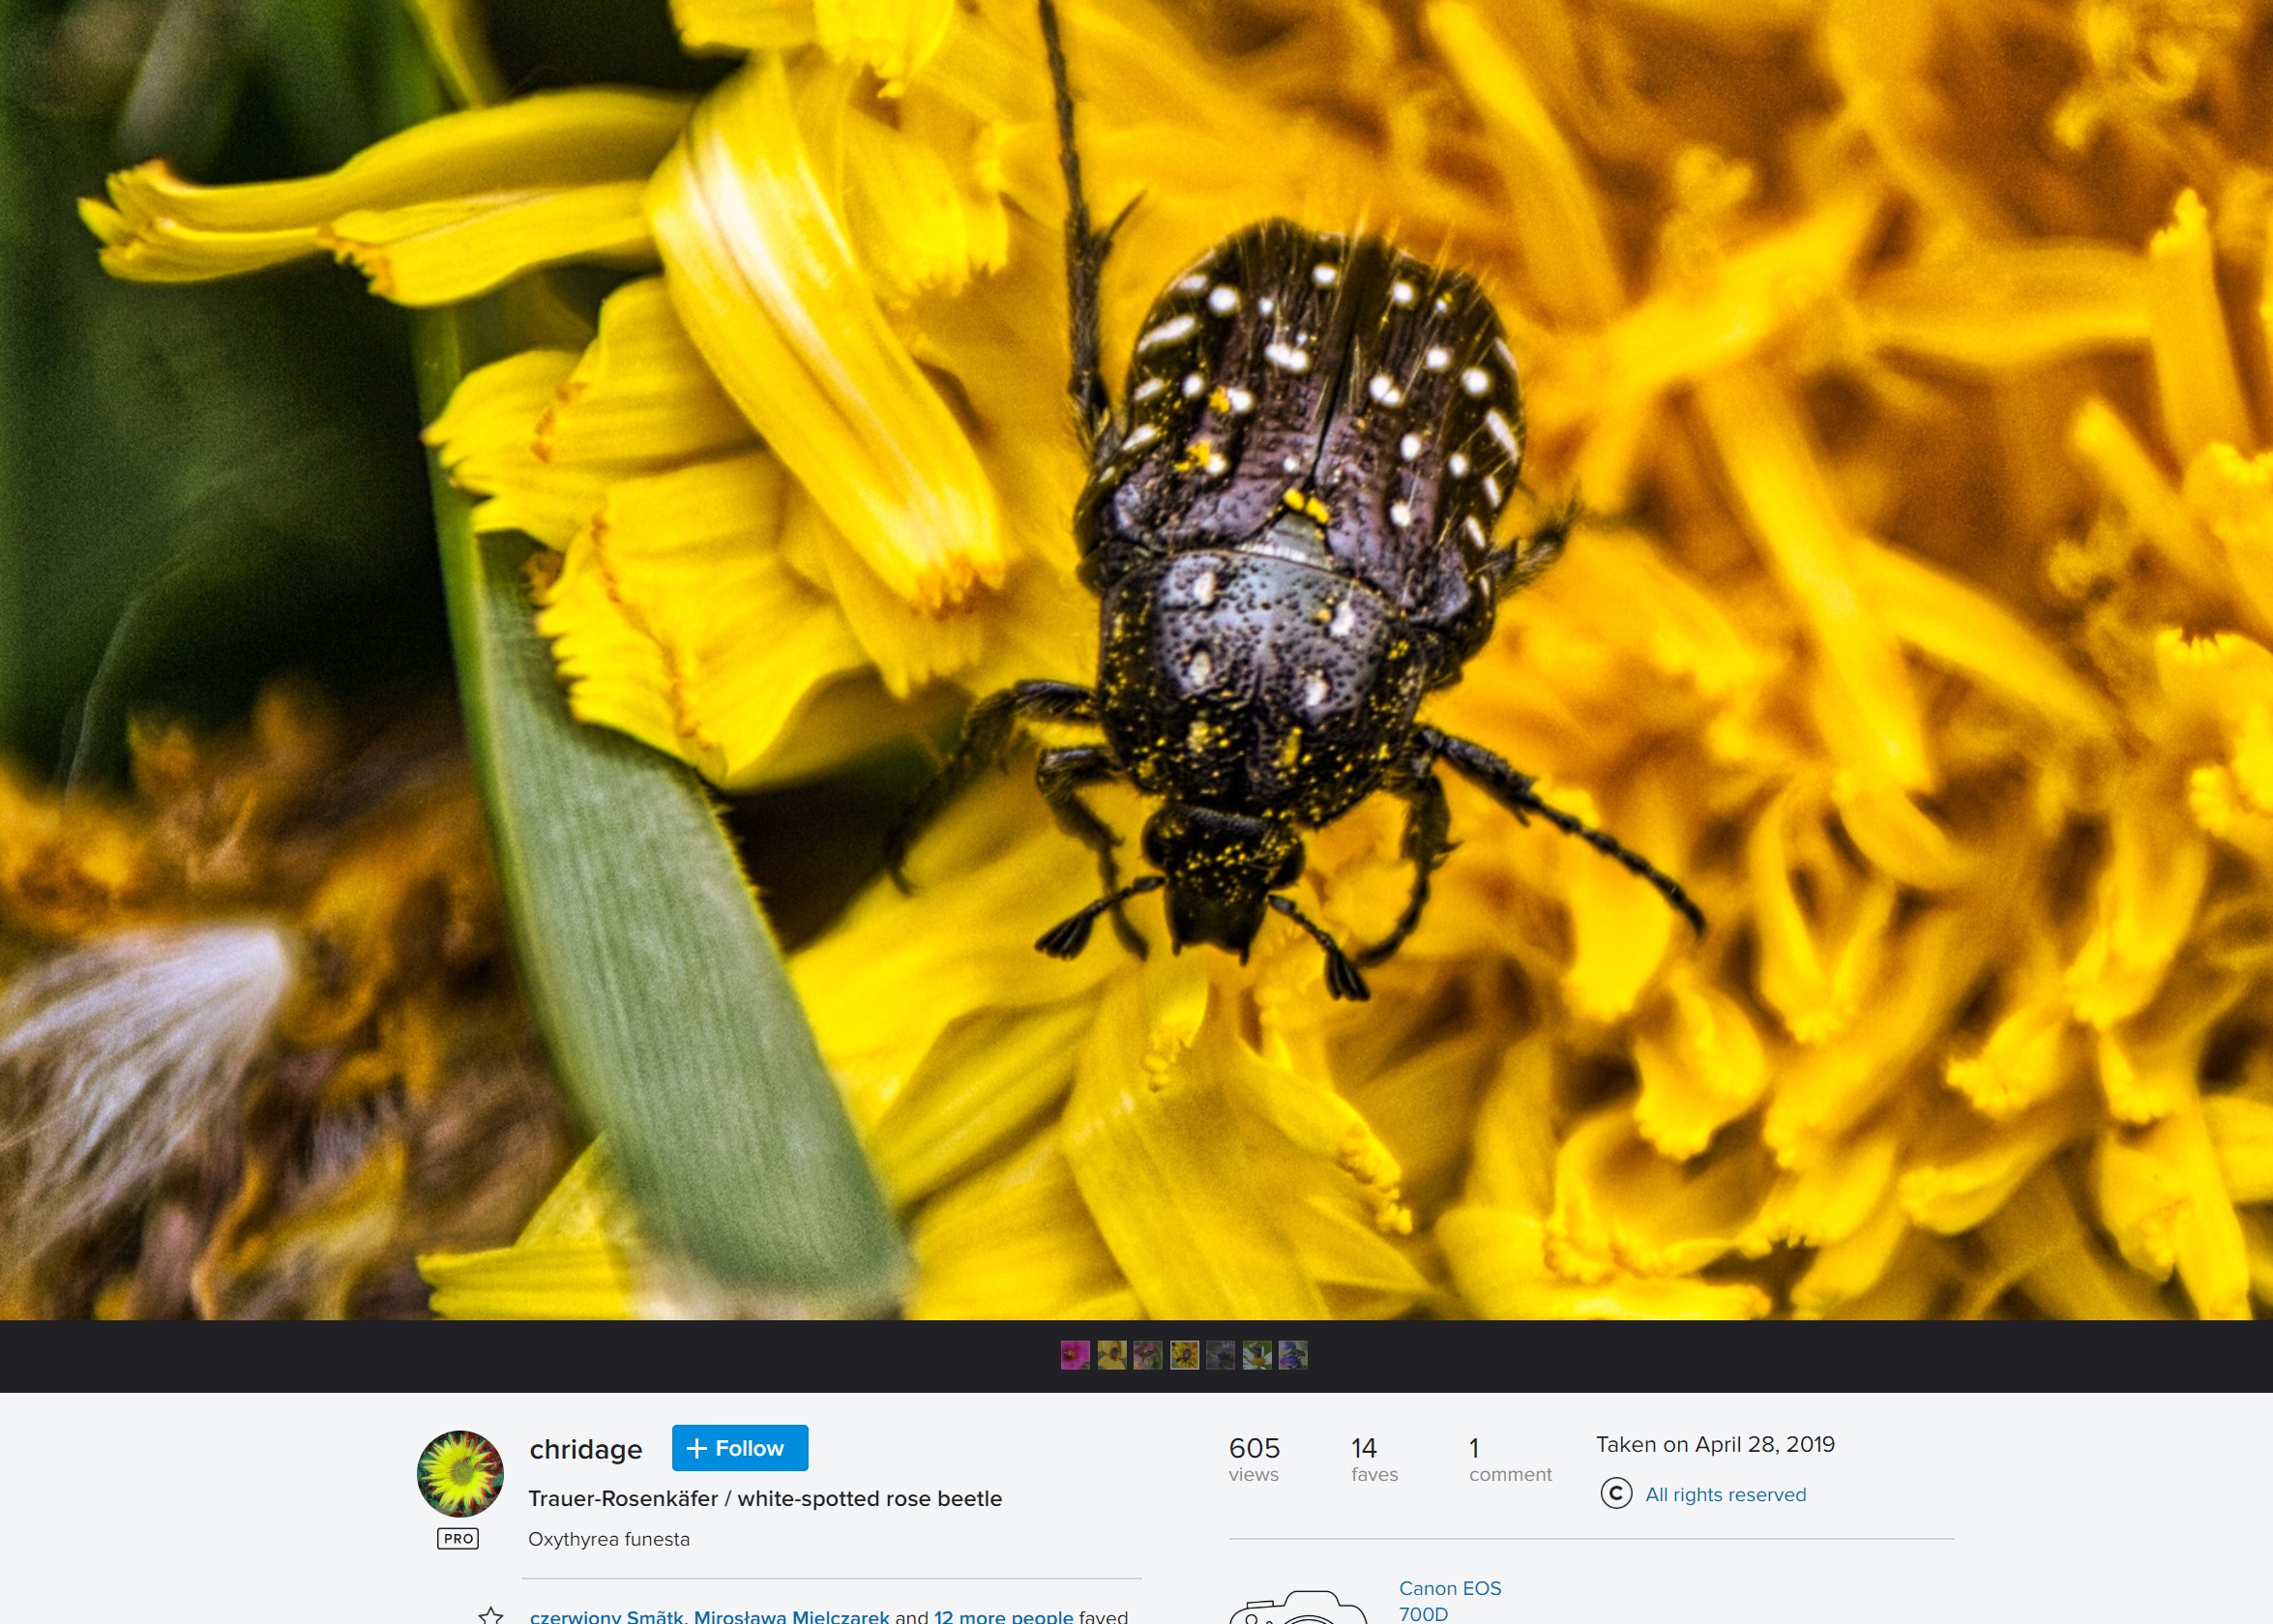 chridage
+ Follow
PRO
Trauer-Rosenkäfer / white-spotted rose beetle
Oxythyrea funesta
czerwiony Smãtk, Mirosława Mielczarek and 12 more people faved
605
views
14
faves
1
comment
Taken on April 28, 2019
C All rights reserved
Canon EOS
700D